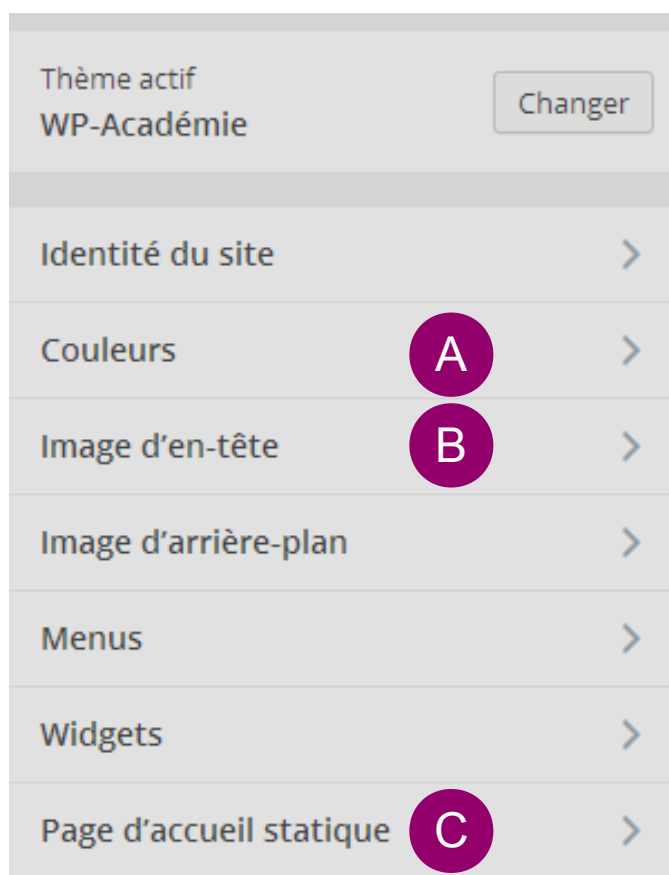 Thème actif
WP-Académie
Changer
Identité du site
Couleurs A
Image d’en-tête B
Image d’arrière-plan
Menus
Widgets
Page d’accueil statique C